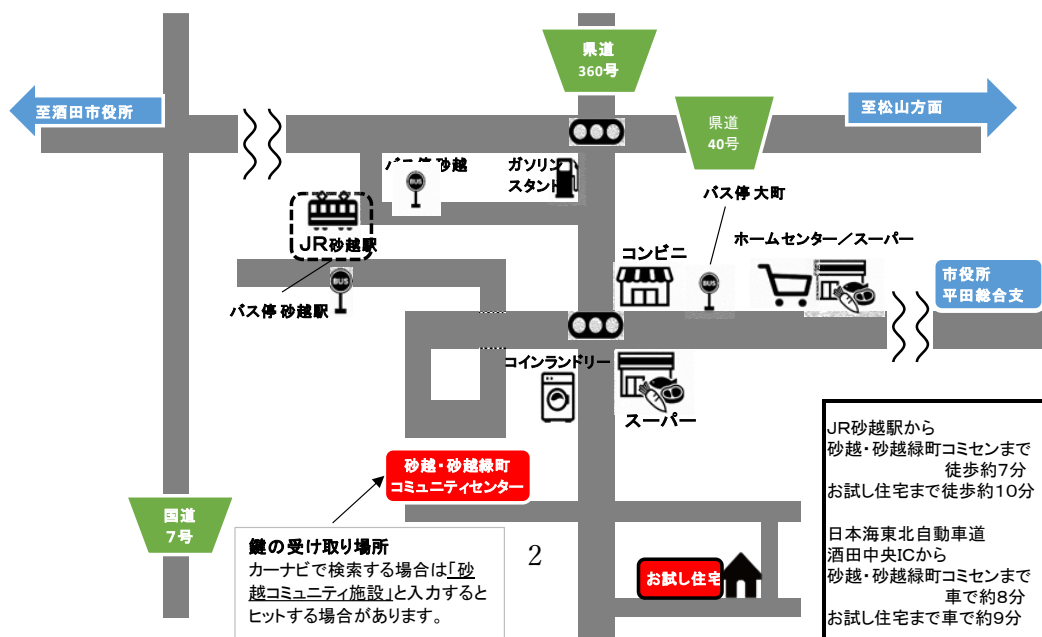 県道
360号
至酒田市役所
至松山方面
県道
40号
バス停 砂越
ガソリン
スタンド
BUS
バス停 大町
JR砂越駅
コンビニ
ホームセンター／スーパー
BUS
BUS
市役所
平田総合支
バス停 砂越駅
コインランドリー
スーパー
砂越・砂越緑町
コミュニティセンター
国道
7号
鍵の受け取り場所
カーナビで検索する場合は「砂
越コミュニティ施設」と入力すると
ヒットする場合があります。
2
お試し住宅
JR砂越駅から
砂越・砂越緑町コミセンまで
徒歩約7分
お試し住宅まで徒歩約10分
日本海東北自動車道
酒田中央ICから
砂越・砂越緑町コミセンまで
車で約8分
お試し住宅まで車で約9分